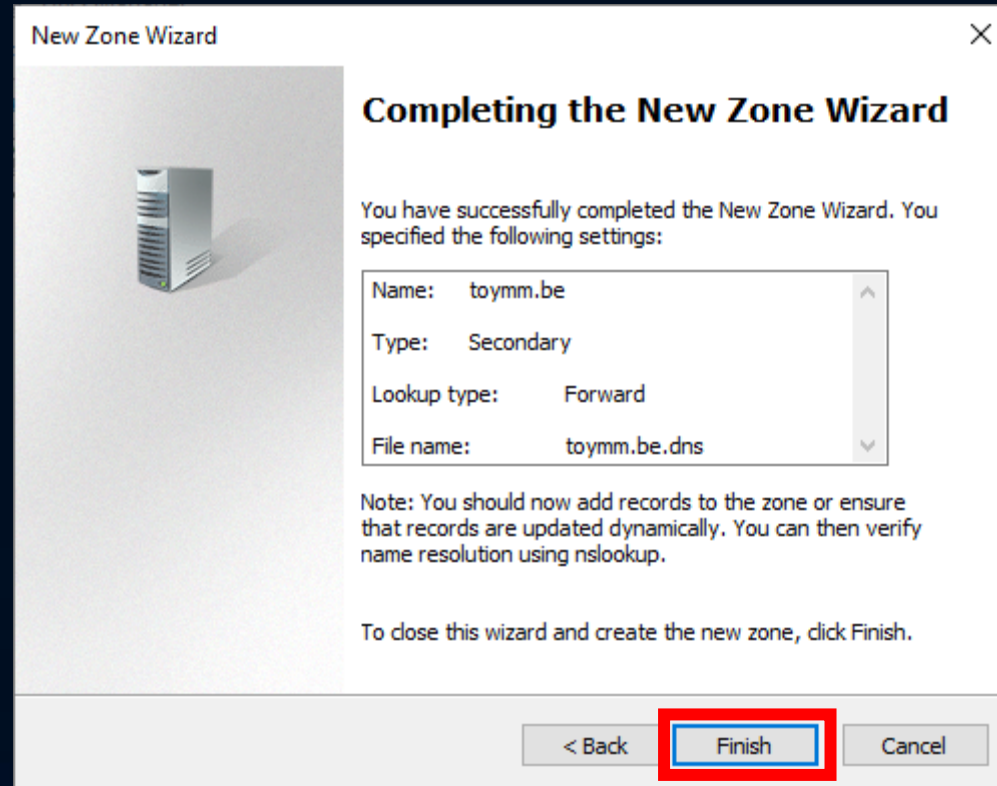 New Zone Wizard
Completing the New Zone Wizard
You have successfully completed the New Zone Wizard. You
specified the following settings:
Name: toymm.be
Type: Secondary
Lookup type: Forward
File name: toymm.be.dns
Note: You should now add records to the zone or ensure
that records are updated dynamically. You can then verify
name resolution using nslookup.
To close this wizard and create the new zone, click Finish.
< Back Finish Cancel